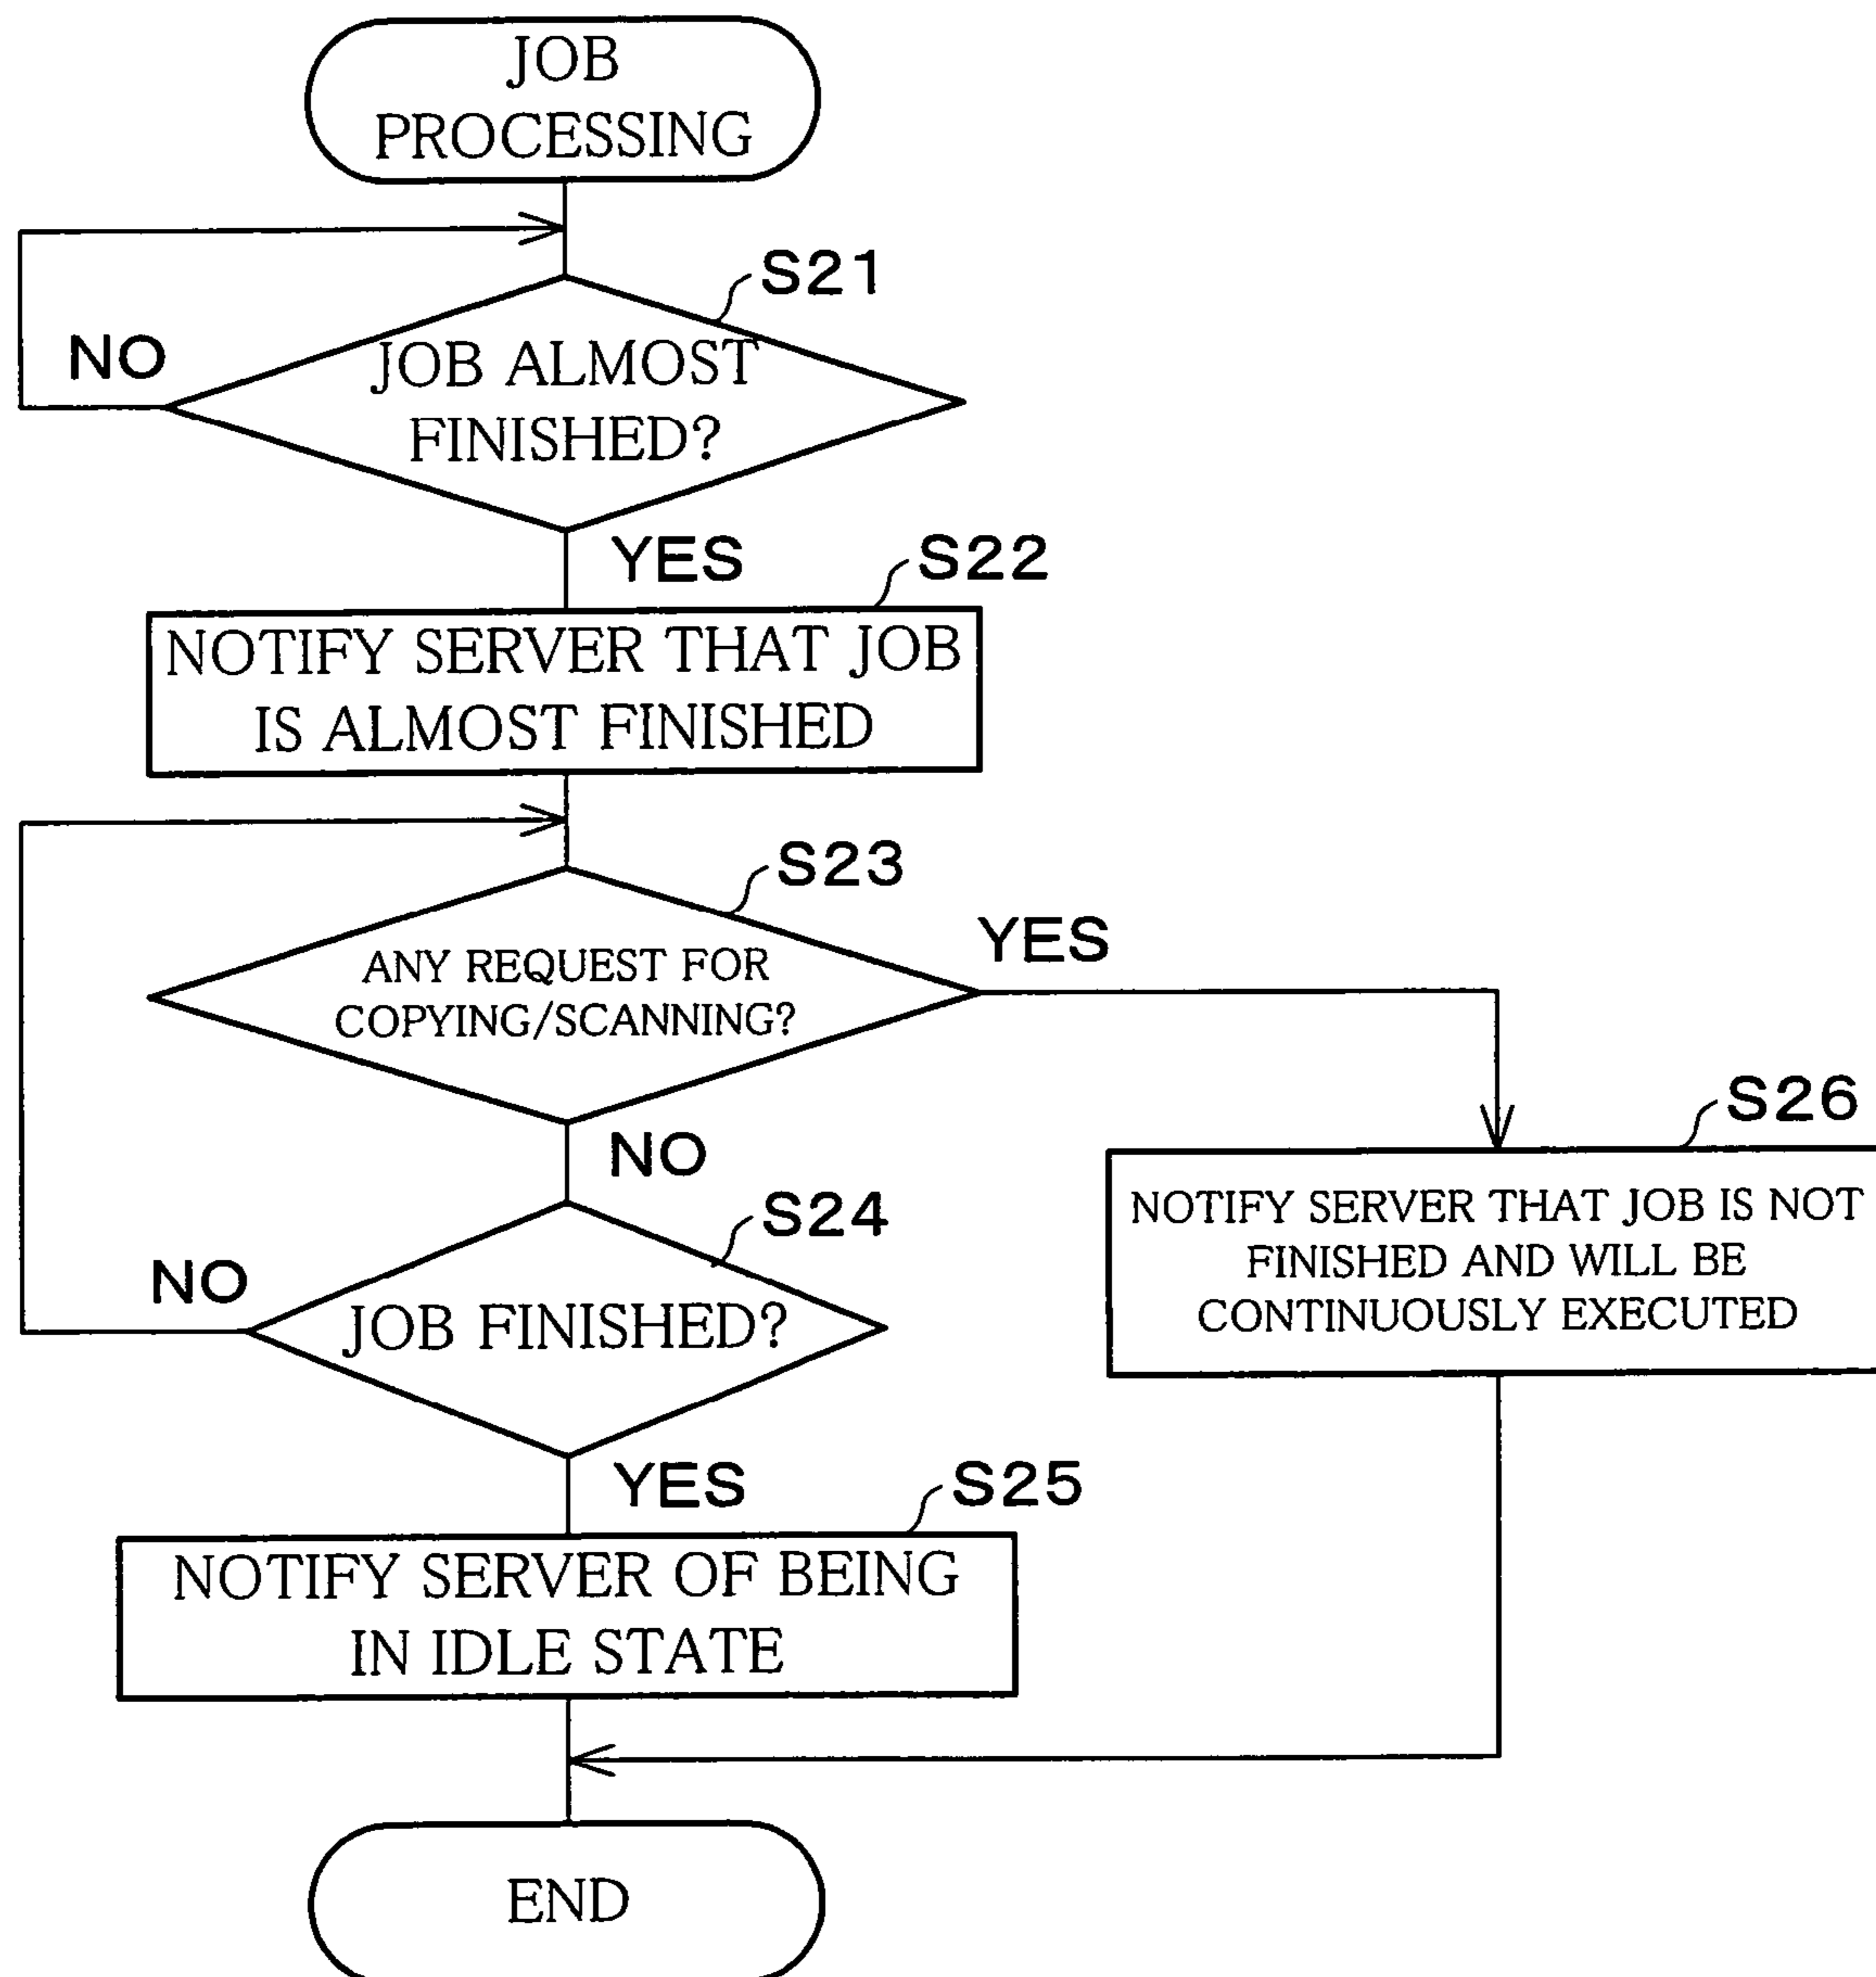 JOB
PROCESSING
S21
NO
JOB ALMOST
FINISHED?
YES
S22
NOTIFY SERVER THAT JOB
IS ALMOST FINISHED
S23
ANY REQUEST FOR
COPYING/SCANNING?
YES
NO
S26
NOTIFY SERVER THAT JOB IS NOT
FINISHED AND WILL BE
CONTINUOUSLY EXECUTED
S24
NO
JOB FINISHED?
YES
S25
NOTIFY SERVER OF BEING
IN IDLE STATE
END